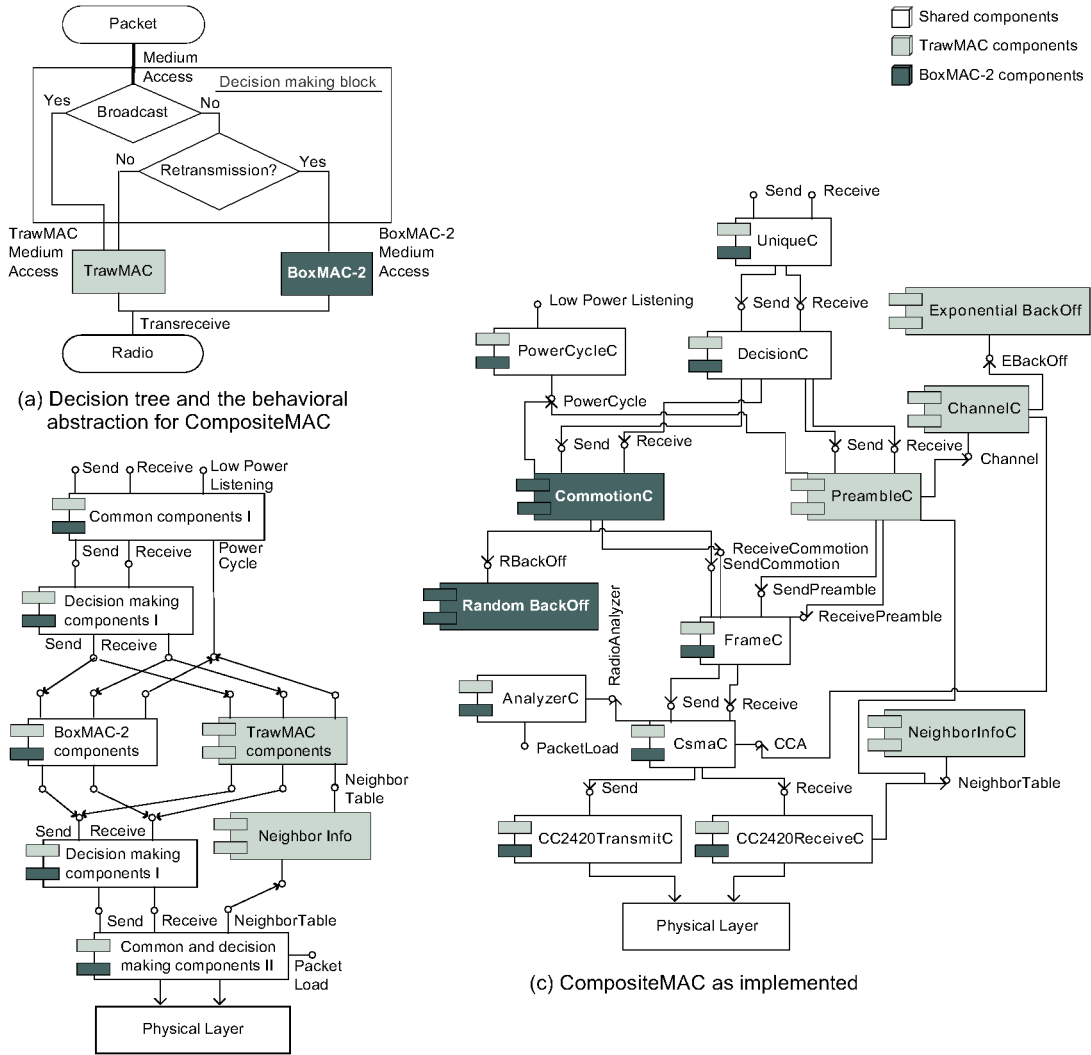 Packet
Medium
Access
Decision making block
Yes
Broadcast
No
No
Retransmission?
Yes
TrawMAC
Medium
Access
TrawMAC
BoxMAC-2
BoxMAC-2
Medium
Access
Transreceive
Radio
(a) Decision tree and the behavioral
abstraction for CompositeMAC
Send
Receive
Low Power
Listening
Common components I
Send
Receive
Power
Cycle
Decision making
components I
Send
Receive
BoxMAC-2
components
TrawMAC
components
Neighbor
Table
Send
Receive
Decision making
components I
Neighbor Info
Send
Receive
NeighborTable
Common and decision
making components II
Packet
Load
Physical Layer
Shared components
TrawMAC components
BoxMAC-2 components
Send
Receive
UniqueC
Send
Receive
Low Power Listening
PowerCycleC
DecisionC
Exponential BackOff
EBackOff
PowerCycle
ChannelC
Send
Receive
Send
Receive
Channel
CommotionC
PreambleC
RBackOff
ReceiveCommotion
SendCommotion
Random BackOff
SendPreamble
ReceivePreamble
RadioAnalyzer
FrameC
AnalyzerC
Send
Receive
PacketLoad
CsmaC
CCA
NeighborInfoC
NeighborTable
Send
Receive
CC2420TransmitC
CC2420ReceiveC
Physical Layer
(c) CompositeMAC as implemented